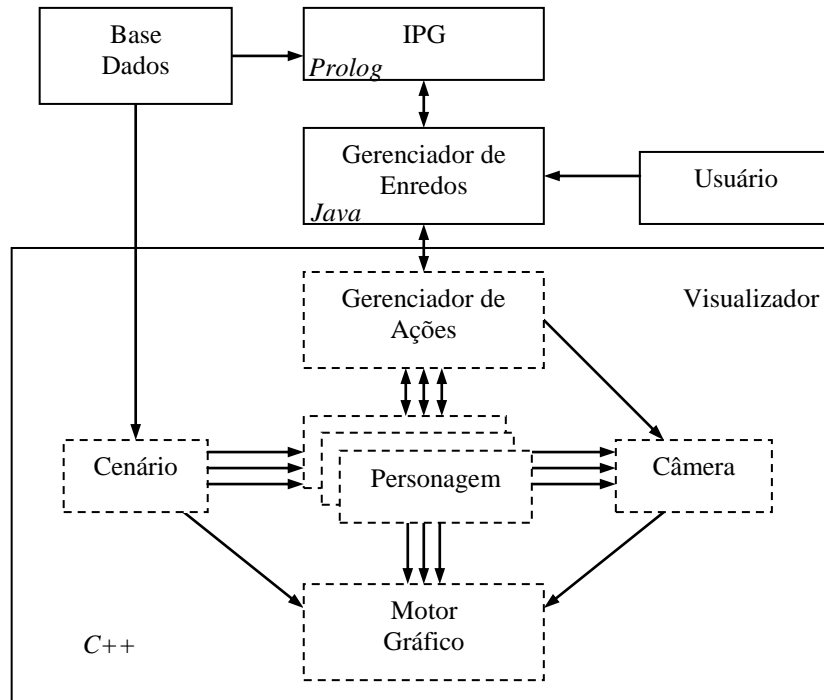 Base
Dados
IPG
Prolog
Gerenciador de
Enredos
Java
Usuário
Gerenciador de
Ações
Visualizador
Cenário
Personagem
Câmera
Motor
Gráfico
C++